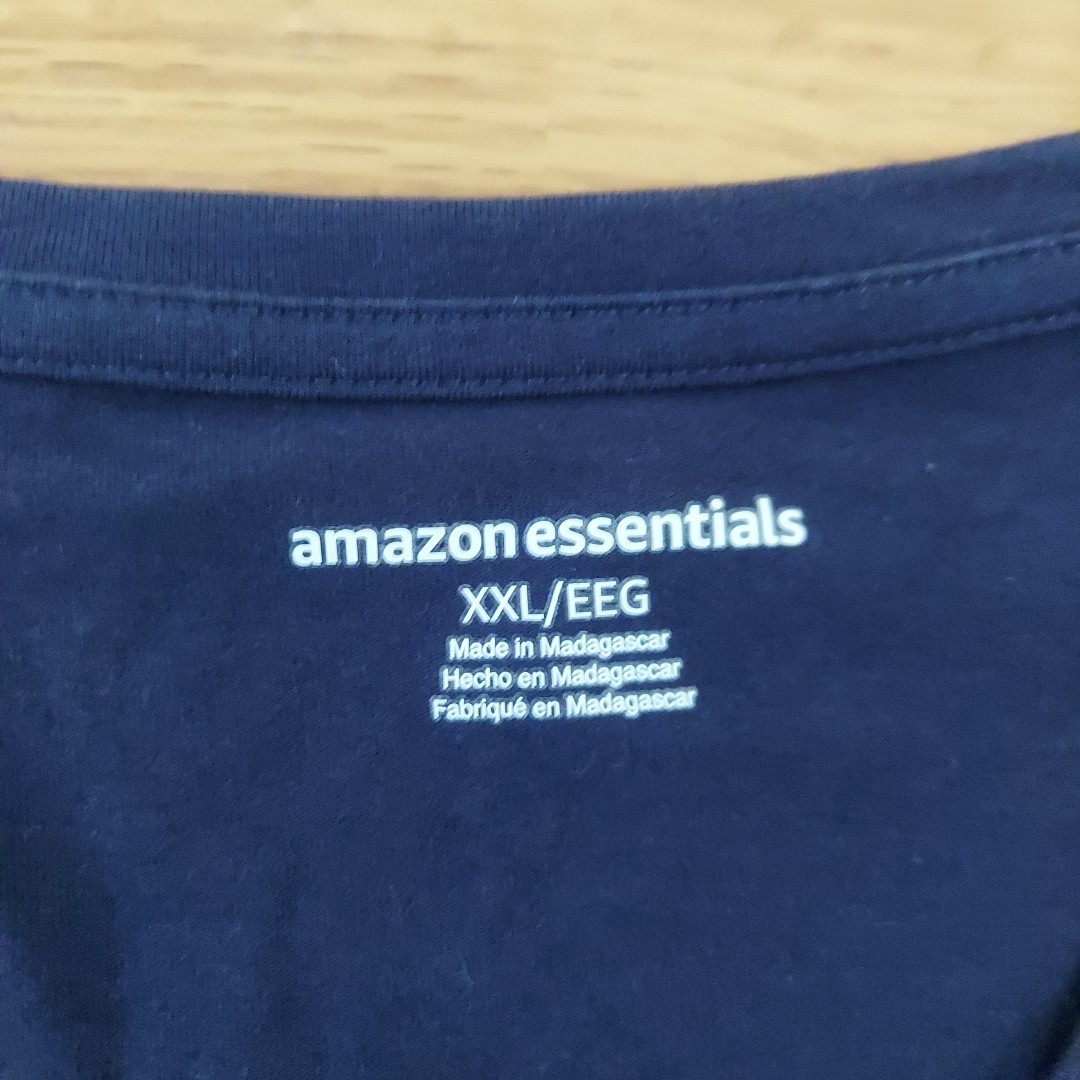 amazon essentials
XXL/EEG
Made in Madagascar
Hecho en Madagascar
Fabriqué en Madagascar